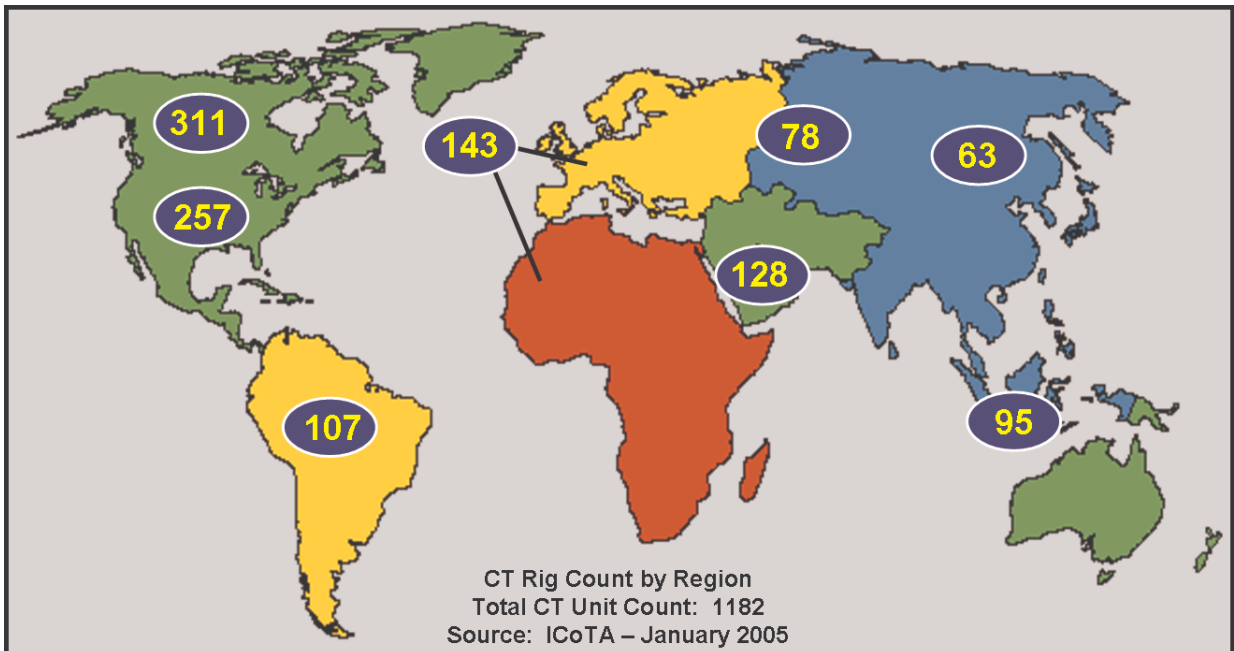 311
143
78
63
257
128
107
95
CT Rig Count by Region
Total CT Unit Count: 1182
Source: ICoTA – January 2005